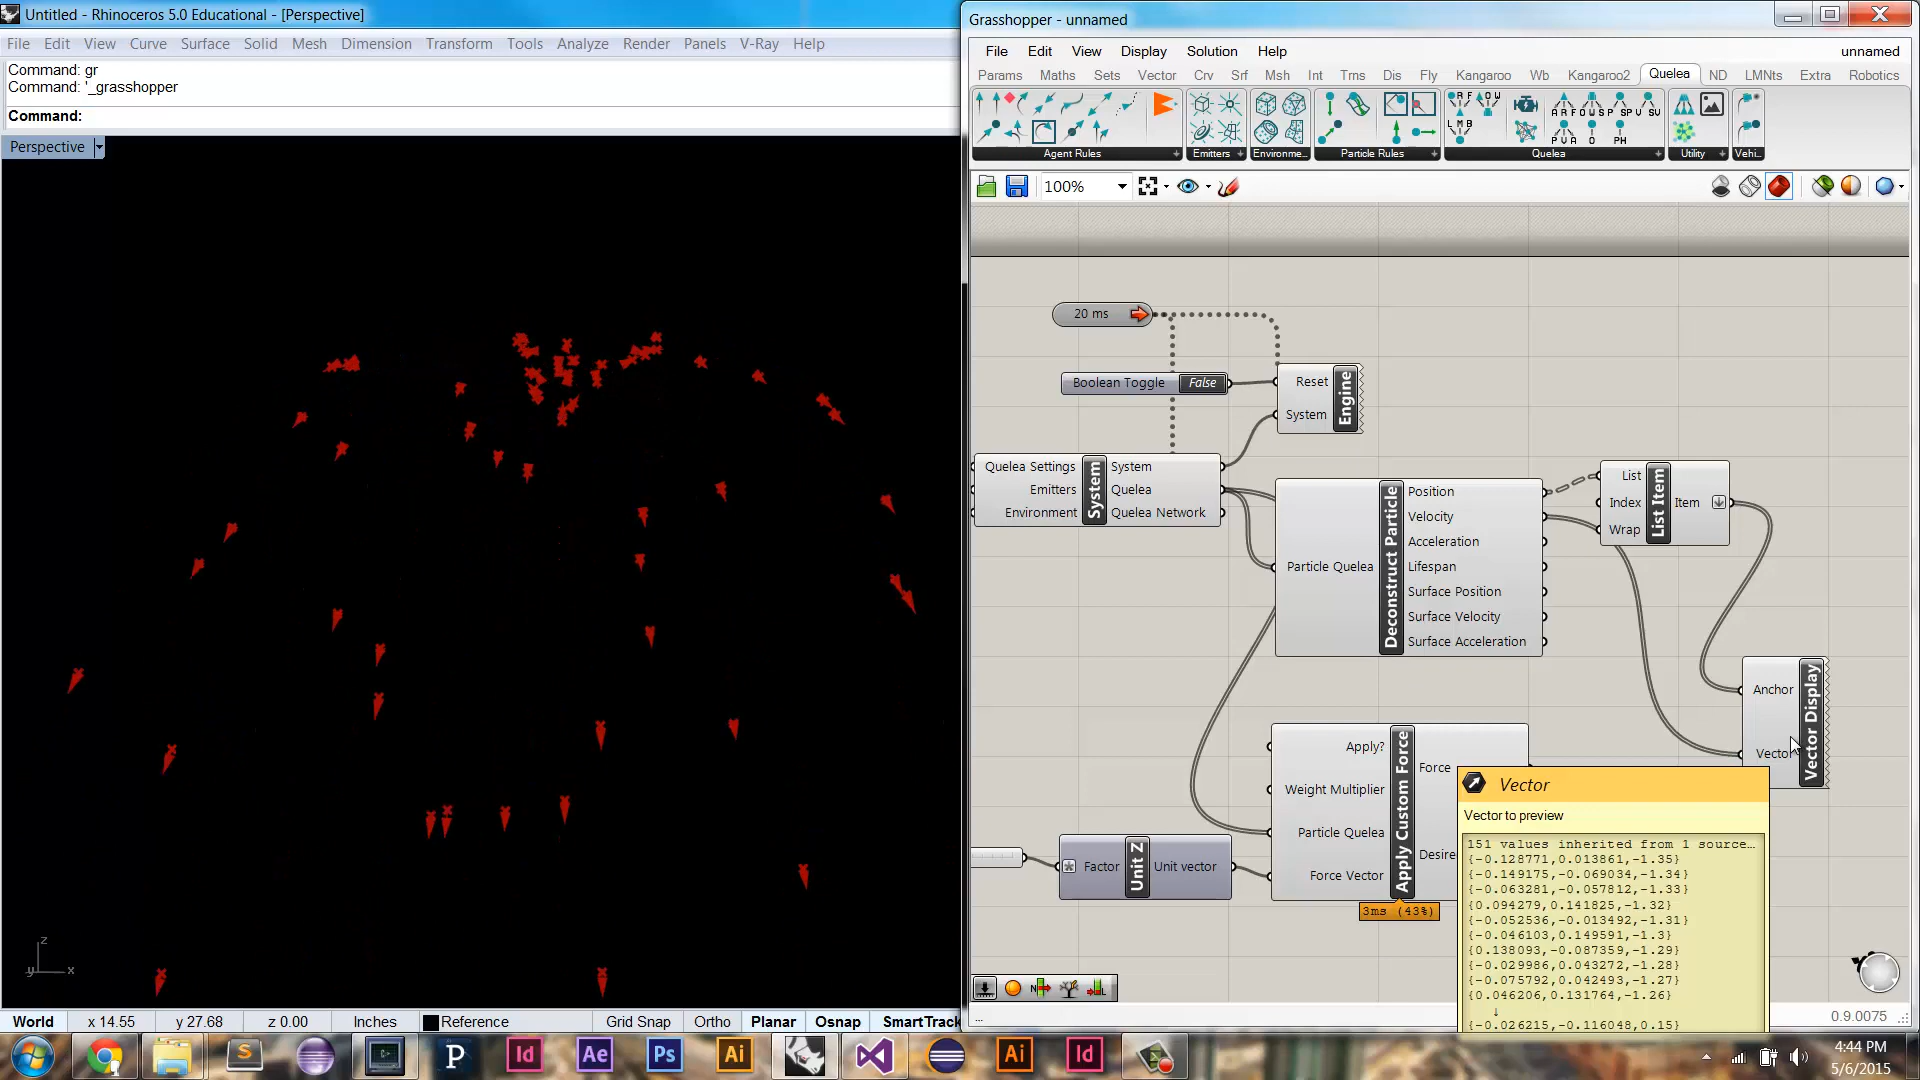 Untitled - Rhinoceros 5.0 Educational - [Perspective]
File Edit View Curve Surface Solid Mesh Dimension Transform Tools Analyze Render Panels V-Ray Help
Command: gr
Command: '_grasshopper
Command:
Perspective
z
y x
World x 14.55 y 27.68 z 0.00 Inches Reference Grid Snap Ortho Planar Osnap SmartTrack
Grasshopper - unnamed
File Edit View Display Solution Help unnamed
Params Maths Sets Vector Crv Srf Msh Int Trns Dis Fly Kangaroo Wb Kangaroo2 Quelea ND LMNts Extra Robotics
Agent Rules Emitters Environme... Particle Rules Quelea Utility Vehi...
100%
20 ms
Boolean Toggle False
Reset
System
Engine
Quelea Settings
Emitters
Environment
System
System
Quelea
Quelea Network
Particle Quelea
Deconstruct Particle
Position
Velocity
Acceleration
Lifespan
Surface Position
Surface Velocity
Surface Acceleration
List
Index
Wrap
List Item
Item
Anchor
Vector
Vector Display
Apply?
Weight Multiplier
Particle Quelea
Force Vector
Apply Custom Force
Force
Desire
3ms (43%)
Factor
Unit Z
Unit vector
Vector
Vector to preview
151 values inherited from 1 source...
{-0.128771,0.013861,-1.35}
{-0.149175,-0.069034,-1.34}
{-0.063281,-0.057812,-1.33}
{0.094279,0.141825,-1.32}
{-0.052536,-0.013492,-1.31}
{-0.046103,0.149591,-1.3}
{0.138093,-0.087359,-1.29}
{-0.029986,0.043272,-1.28}
{-0.075792,0.042493,-1.27}
{0.046206,0.131764,-1.26}
↓
{-0.026215,-0.116048,0.15}
...
0.9.0075
S P Id Ae Ps Ai Ai Id
4:44 PM
5/6/2015